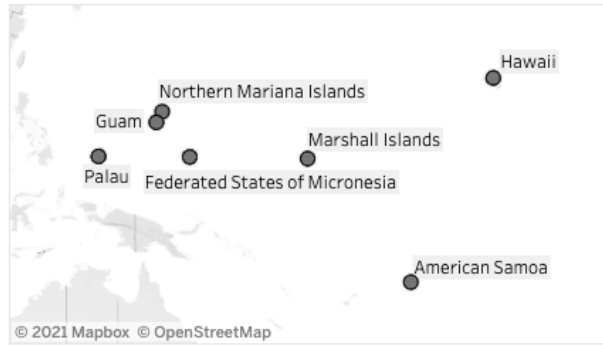 Hawaii
Northern Mariana Islands
Guam
Marshall Islands
Palau
Federated States of Micronesia
American Samoa
© 2021 Mapbox © OpenStreetMap